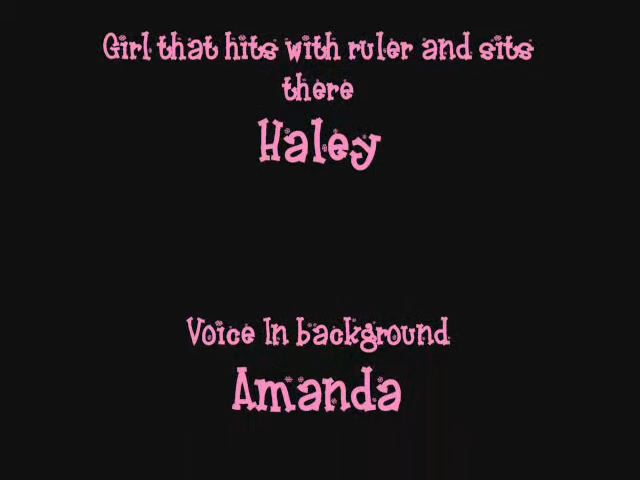 Girl that hits with ruler and sits
there
Haley
Voice In background
Amanda